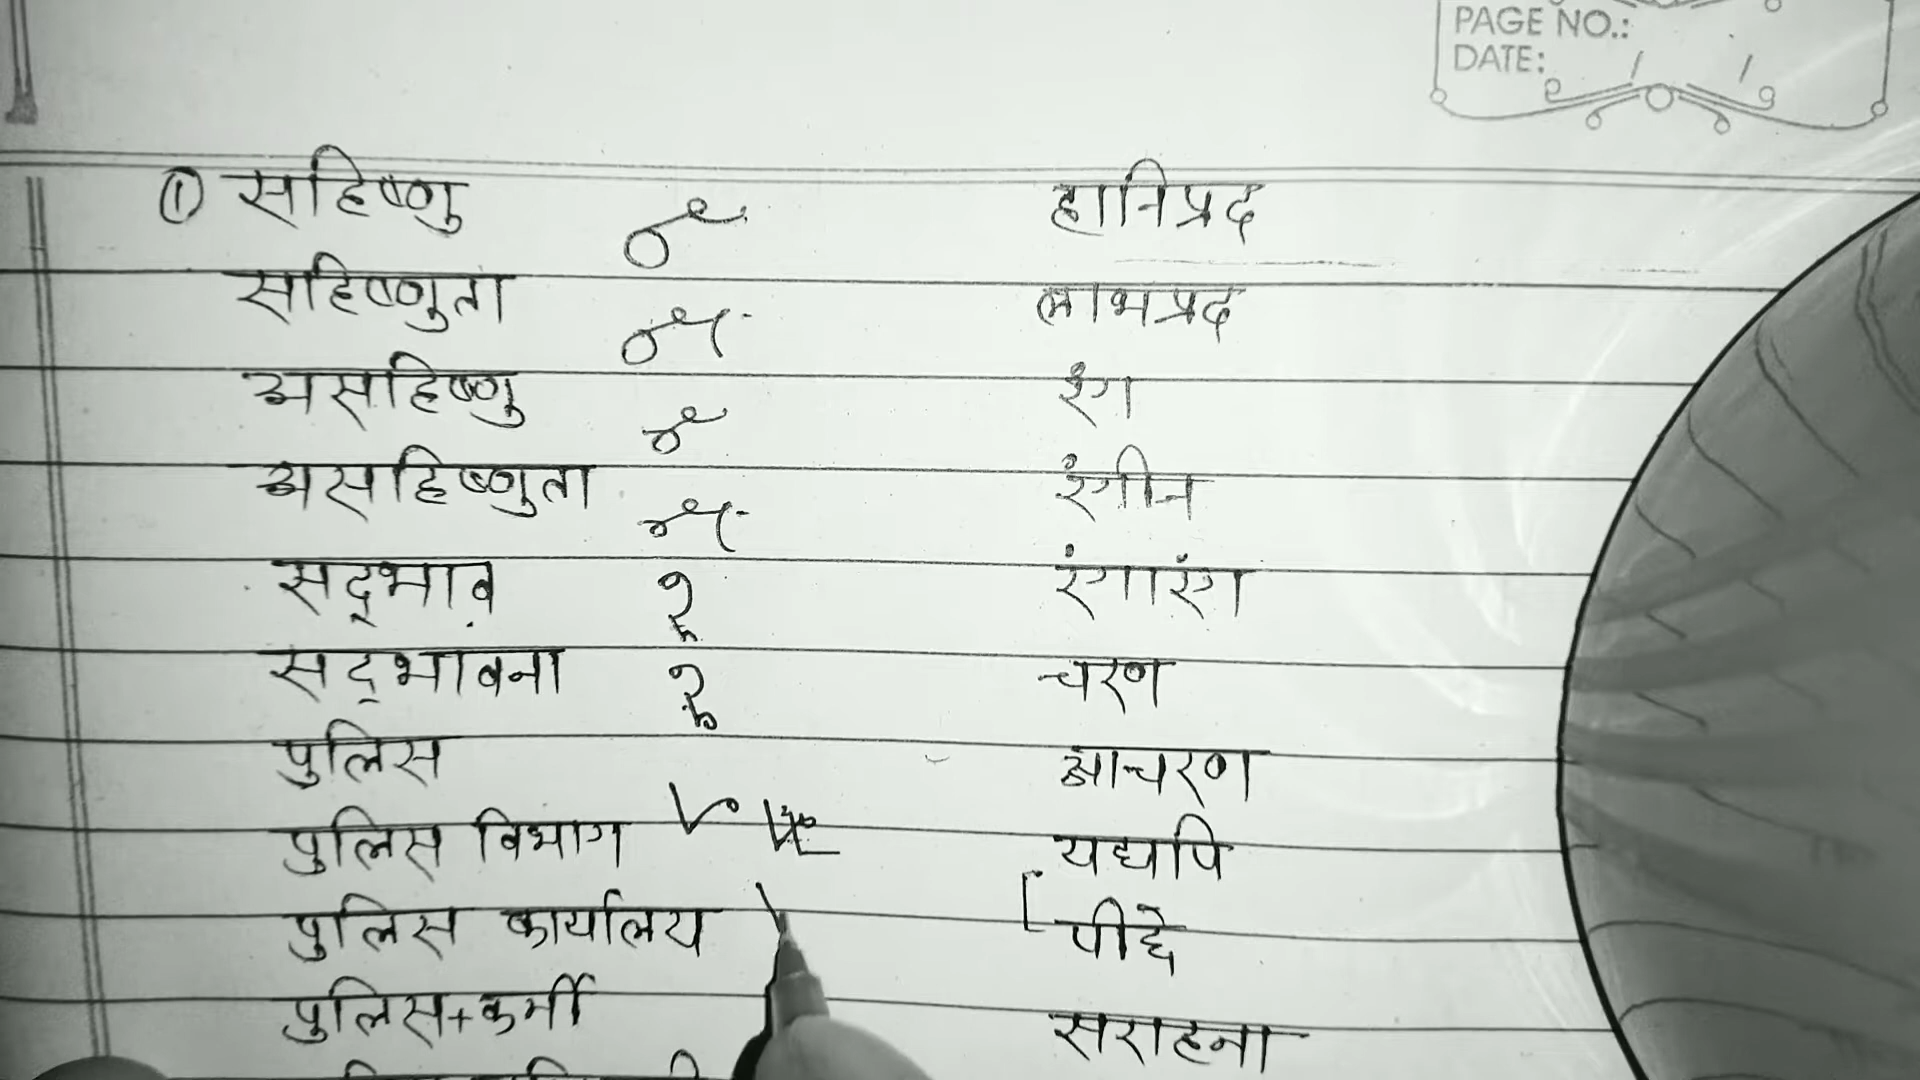 PAGE NO.:
DATE: / /
① सहिष्णु
सहिष्णुता
असहिष्णु
असहिष्णुता
सद्‌भाव
सद्‌भावना
पुलिस
पुलिस विभाग
पुलिस कार्यालय
पुलिस+कर्मी
हानिप्रद
लाभप्रद
रंग
रंगीन
रंगारंग
चरण
आचरण
यद्यपि
पीछे
सराहना